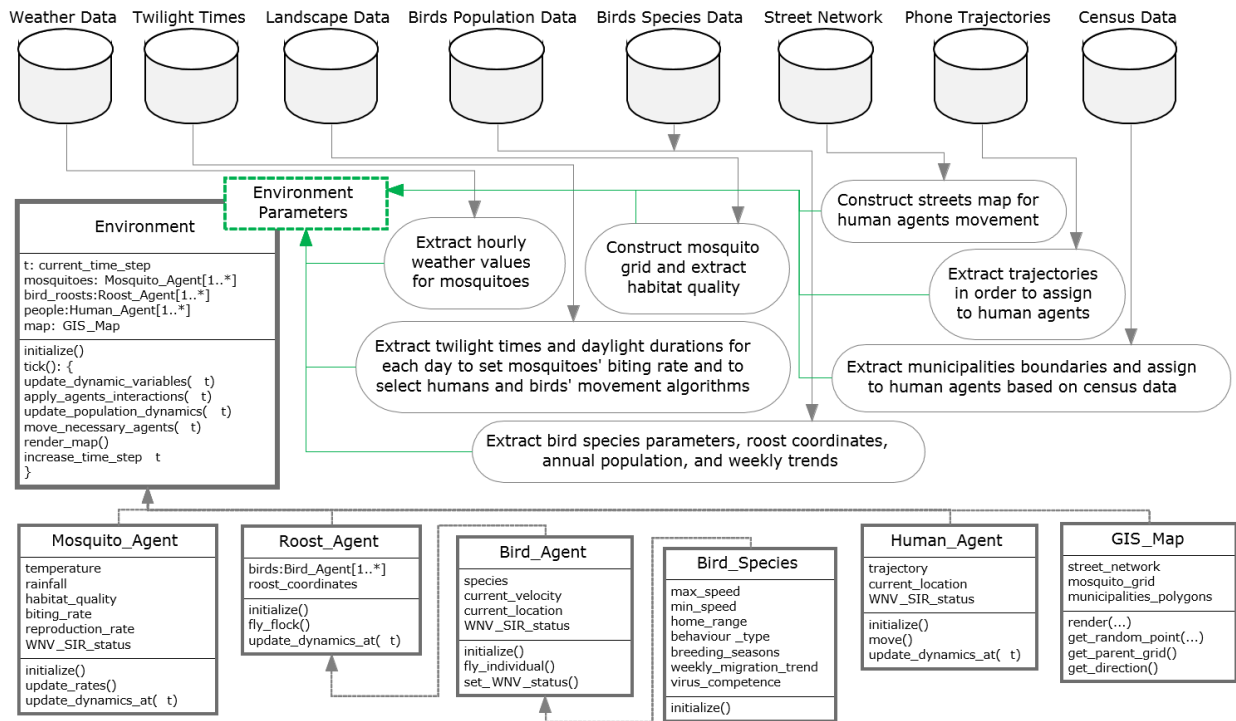 Weather Data
Twilight Times
Landscape Data
Birds Population Data
Birds Species Data
Street Network
Phone Trajectories
Census Data
Environment
Parameters
Extract hourly
weather values
for mosquitoes
Construct mosquito
grid and extract
habitat quality
Construct streets map for
human agents movement
Extract trajectories
in order to assign
to human agents
Extract twilight times and daylight durations for
each day to set mosquitoes' biting rate and to
select humans and birds' movement algorithms
Extract municipalities boundaries and assign
to human agents based on census data
Extract bird species parameters, roost coordinates,
annual population, and weekly trends
Environment
t: current_time_step
mosquitoes: Mosquito_Agent[1..*]
bird_roosts:Roost_Agent[1..*]
people:Human_Agent[1..*]
map: GIS_Map
initialize()
tick(): {
update_dynamic_variables( t)
apply_agents_interactions( t)
update_population_dynamics( t)
move_necessary_agents( t)
render_map()
increase_time_step t
}
Mosquito_Agent
temperature
rainfall
habitat_quality
biting_rate
reproduction_rate
WNV_SIR_status
initialize()
update_rates()
update_dynamics_at( t)
Roost_Agent
birds:Bird_Agent[1..*]
roost_coordinates
initialize()
fly_flock()
update_dynamics_at( t)
Bird_Agent
species
current_velocity
current_location
WNV_SIR_status
initialize()
fly_individual()
set_WNV_status()
Bird_Species
max_speed
min_speed
home_range
behaviour _type
breeding_seasons
weekly_migration_trend
virus_competence
initialize()
Human_Agent
trajectory
current_location
WNV_SIR_status
initialize()
move()
update_dynamics_at( t)
GIS_Map
street_network
mosquito_grid
municipalities_polygons
render(...)
get_random_point(...)
get_parent_grid()
get_direction()